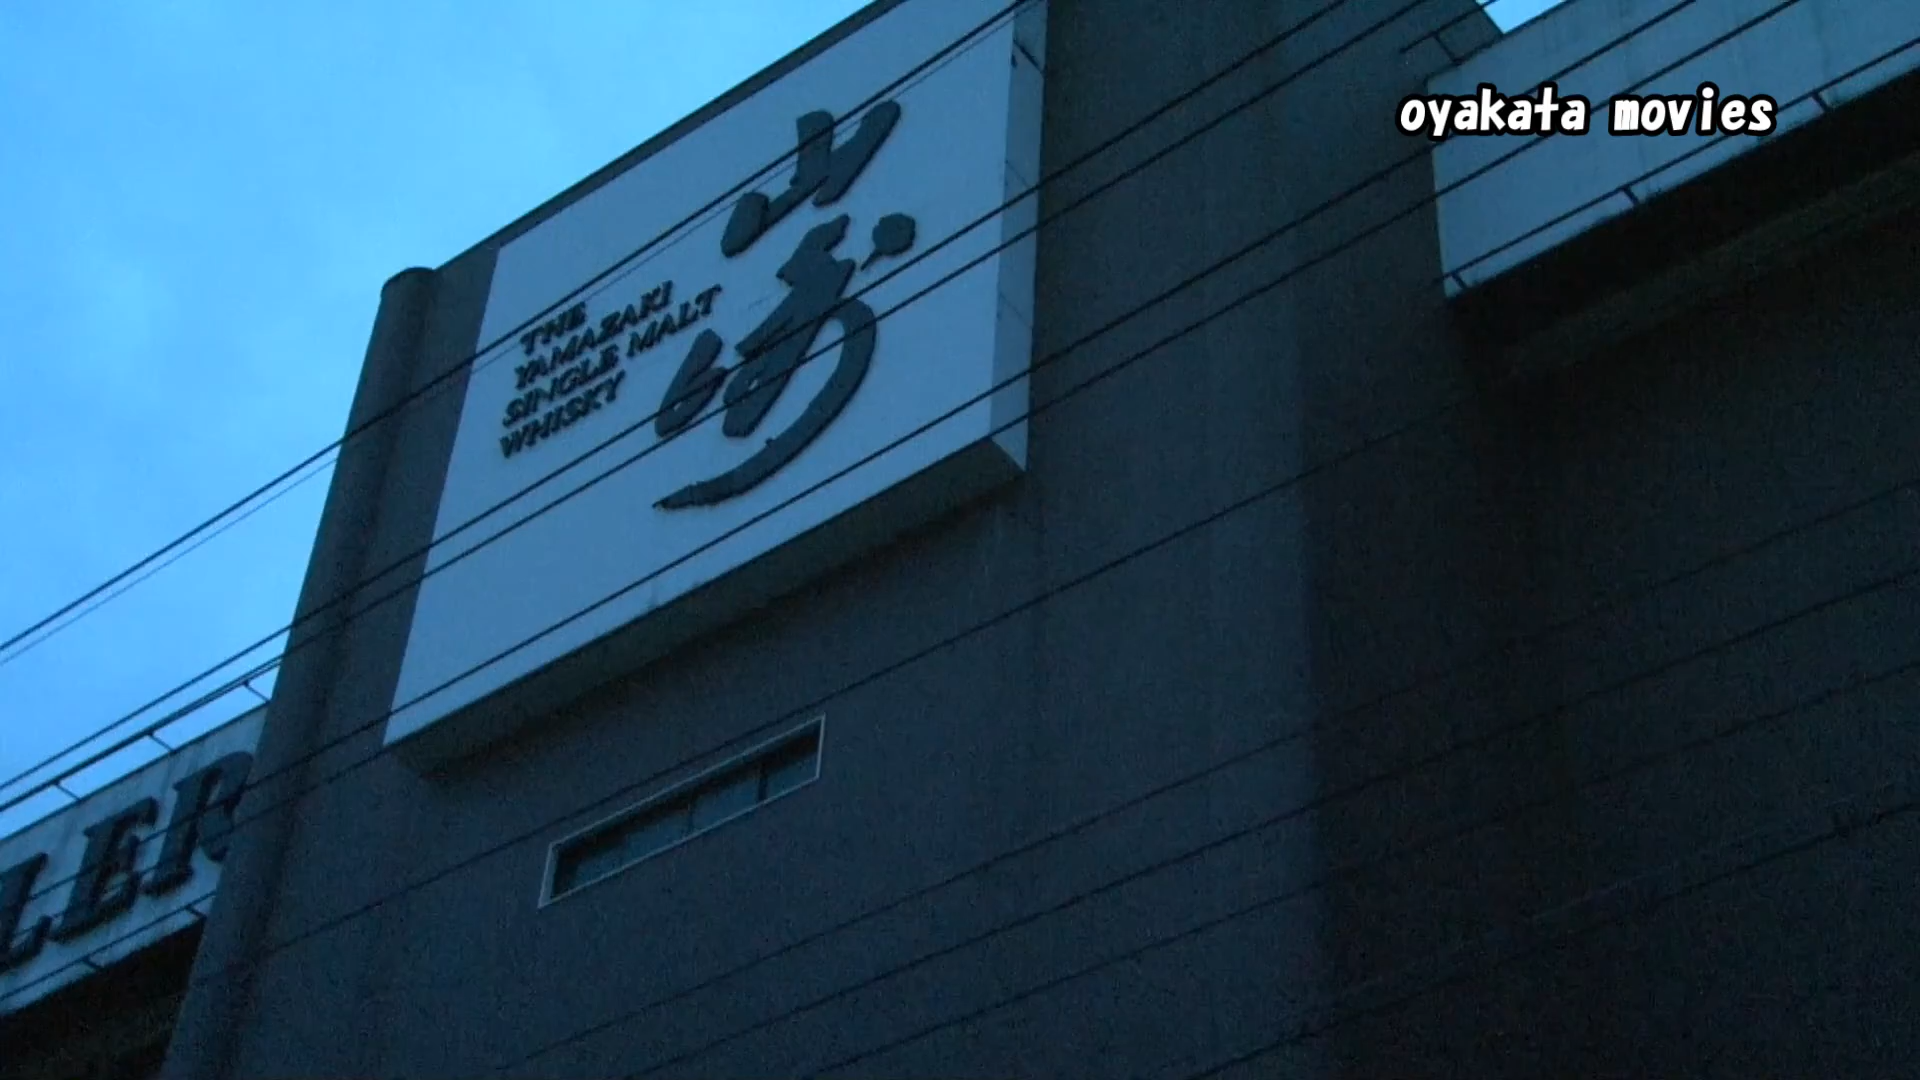 oyakata movies
山崎
THE
YAMAZAKI
SINGLE MALT
WHISKY
LER